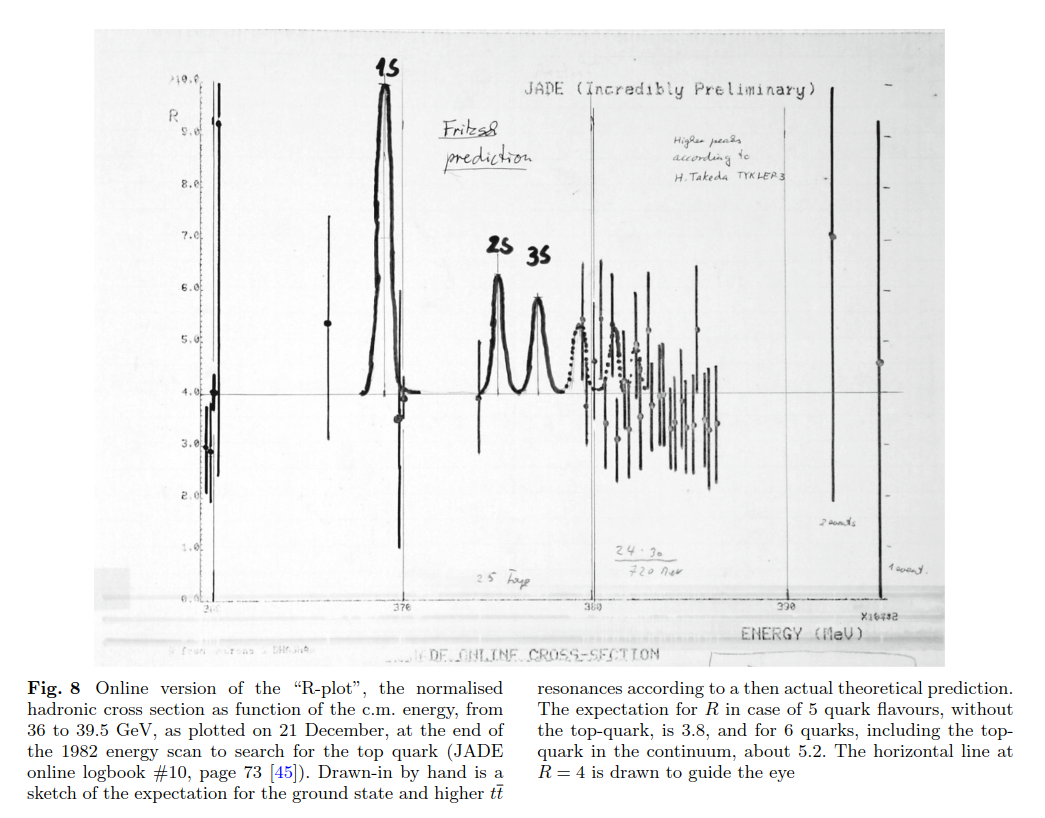 1S
10.0
JADE (Incredibly Preliminary)
R
9.0
Fritzsch
prediction
Higher peaks
according to
H. Takeda TYKLER3
8.0
7.0
2S
3S
6.0
5.0
4.0
3.0
2.0
2 events
1.0
24·30
720 nb
25 Tage
1 event.
370
380
390
X10**2
ENERGY (MeV)
JADE ONLINE CROSS-SECTION
Fig. 8 Online version of the “R-plot”, the normalised
hadronic cross section as function of the c.m. energy, from
36 to 39.5 GeV, as plotted on 21 December, at the end of
the 1982 energy scan to search for the top quark (JADE
online logbook #10, page 73 [45]). Drawn-in by hand is a
sketch of the expectation for the ground state and higher tt̄
resonances according to a then actual theoretical prediction.
The expectation for R in case of 5 quark flavours, without
the top-quark, is 3.8, and for 6 quarks, including the top-
quark in the continuum, about 5.2. The horizontal line at
R = 4 is drawn to guide the eye